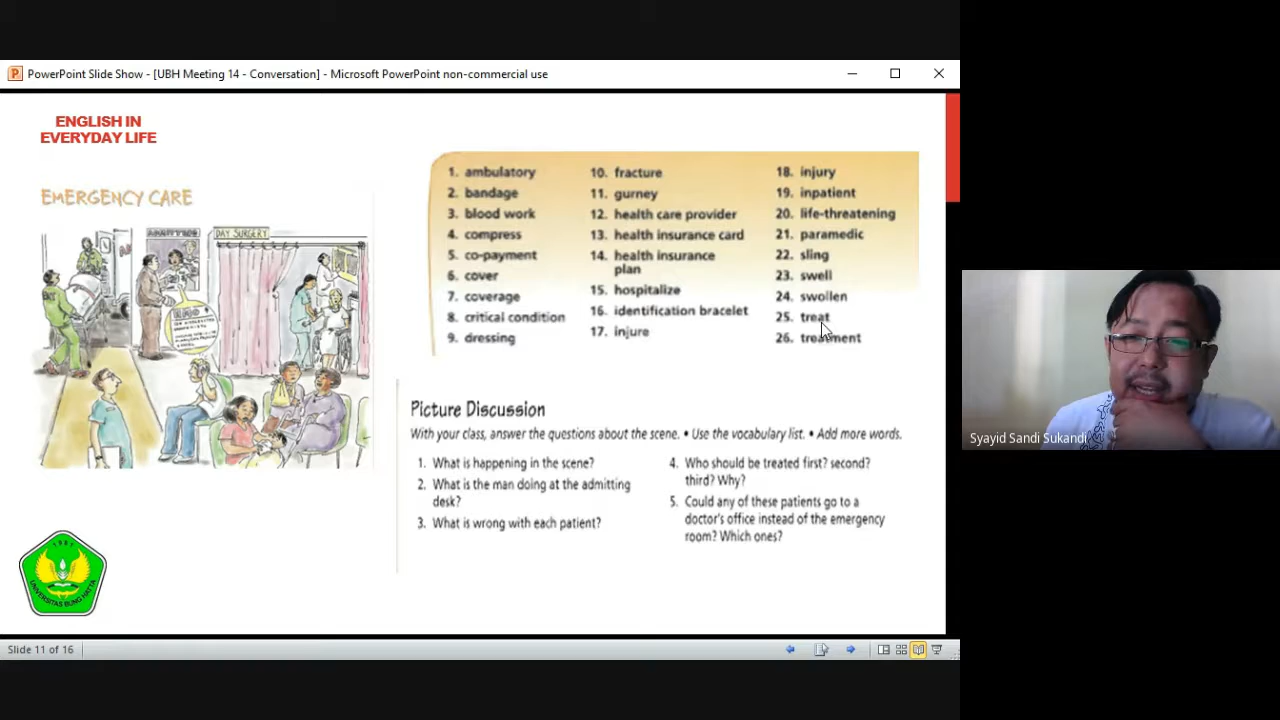 PowerPoint Slide Show - [UBH Meeting 14 - Conversation] - Microsoft PowerPoint non-commercial use
ENGLISH IN
EVERYDAY LIFE
EMERGENCY CARE
ADMITTING
DAY SURGERY
1. ambulatory
2. bandage
3. blood work
4. compress
5. co-payment
6. cover
7. coverage
8. critical condition
9. dressing
10. fracture
11. gurney
12. health care provider
13. health insurance card
14. health insurance
plan
15. hospitalize
16. identification bracelet
17. injure
18. injury
19. inpatient
20. life-threatening
21. paramedic
22. sling
23. swell
24. swollen
25. treat
26. treatment
Picture Discussion
With your class, answer the questions about the scene. • Use the vocabulary list. • Add more words.
1. What is happening in the scene?
2. What is the man doing at the admitting
desk?
3. What is wrong with each patient?
4. Who should be treated first? second?
third? Why?
5. Could any of these patients go to a
doctor's office instead of the emergency
room? Which ones?
1981
UNIVERSITAS BUNG HATTA
Slide 11 of 16
Syayid Sandi Sukandi